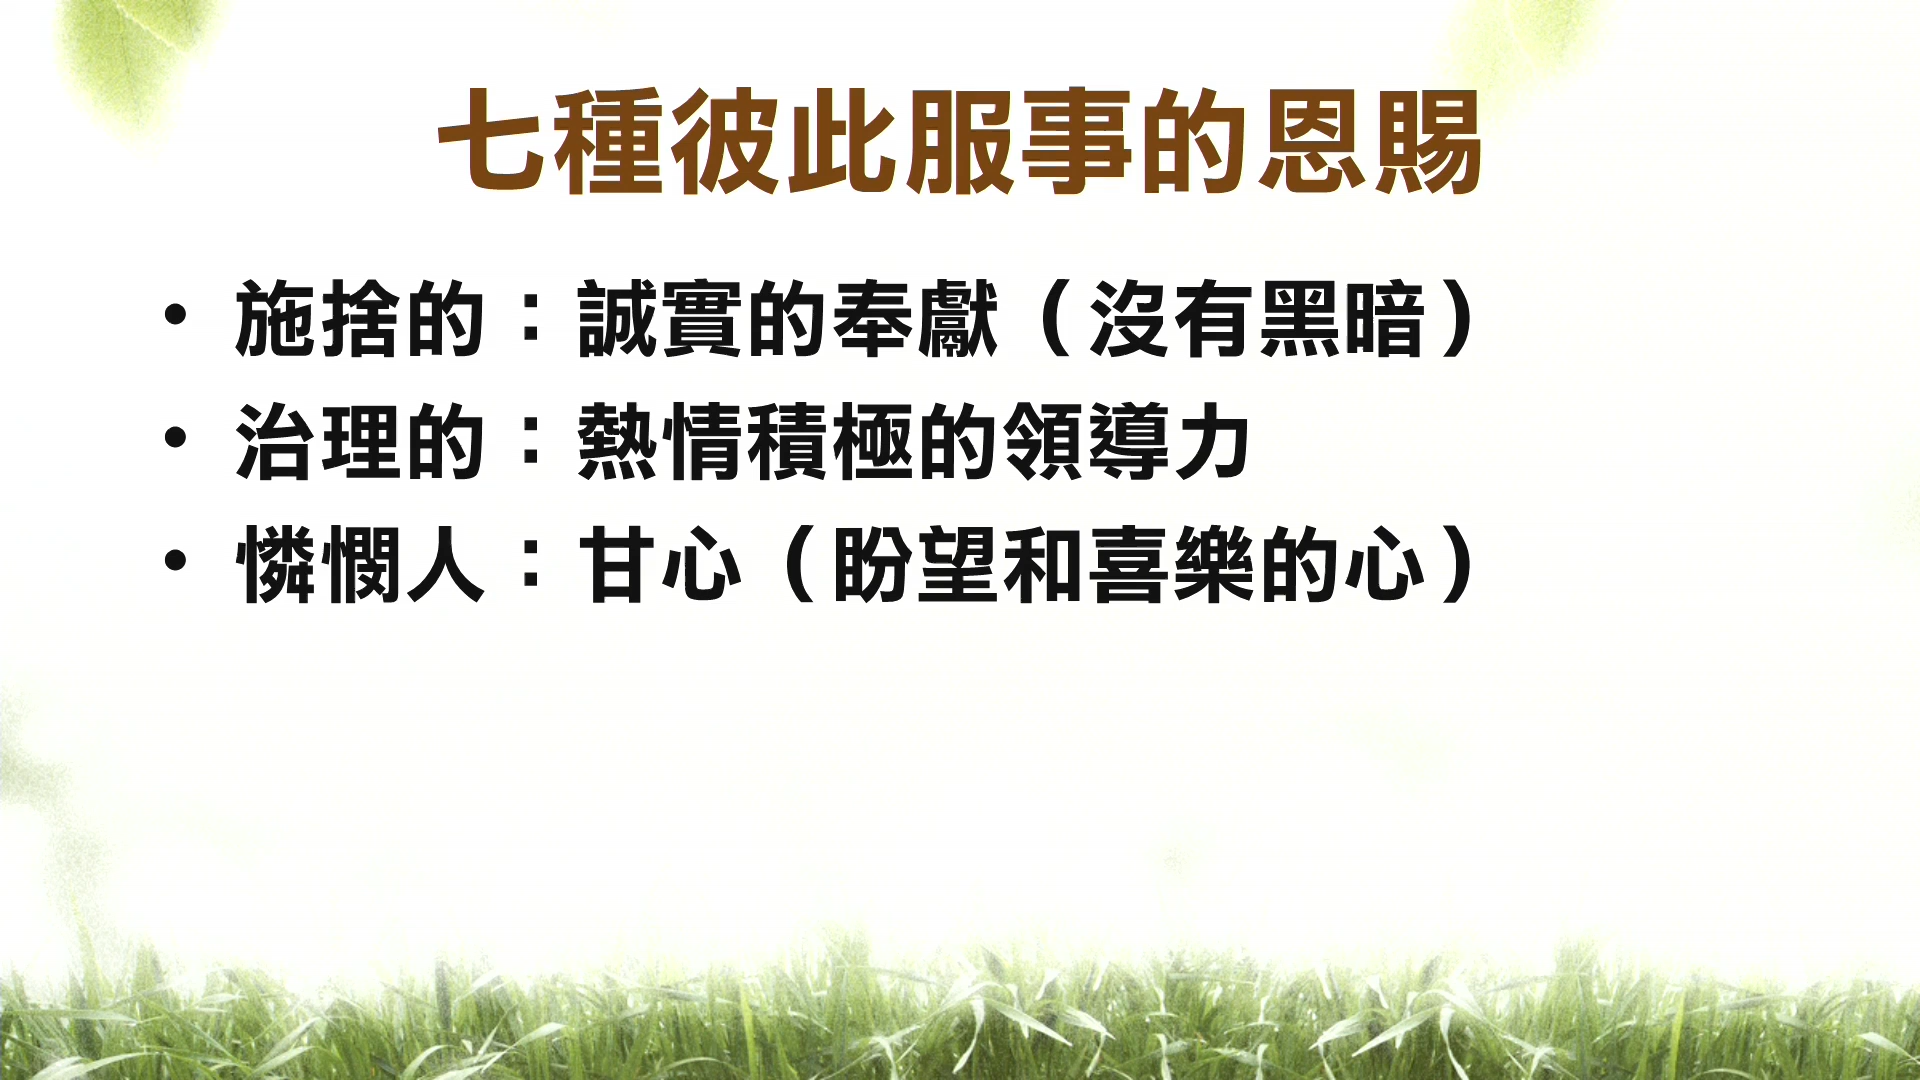 七種彼此服事的恩賜
• 施捨的：誠實的奉獻（沒有黑暗）
• 治理的：熱情積極的領導力
• 憐憫人：甘心（盼望和喜樂的心）